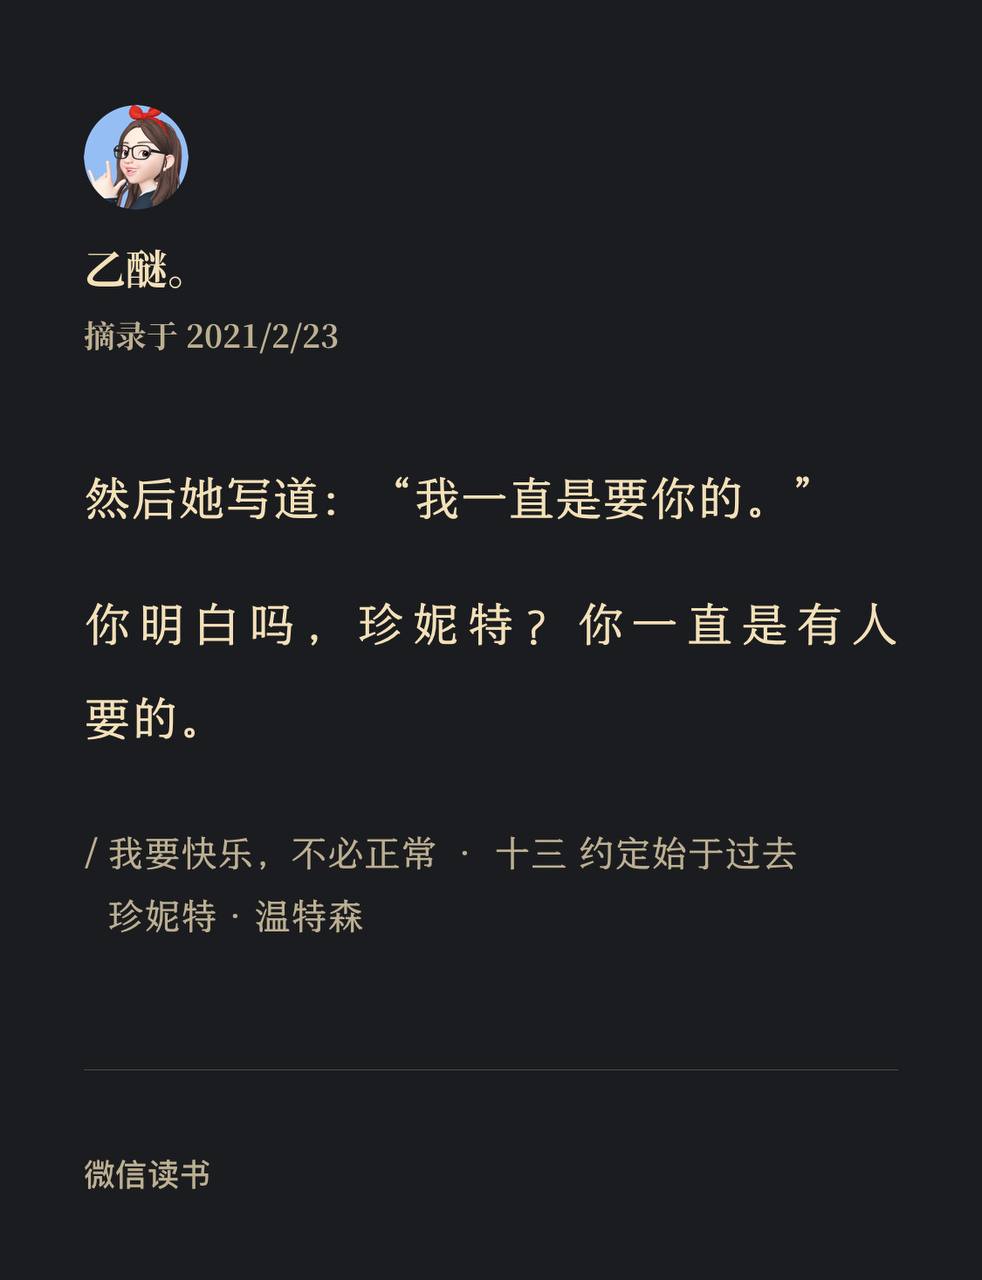 乙醚。
摘录于 2021/2/23
然后她写道：“我一直是要你的。”
你明白吗，珍妮特？你一直是有人
要的。
/ 我要快乐，不必正常 · 十三 约定始于过去
珍妮特 · 温特森
微信读书